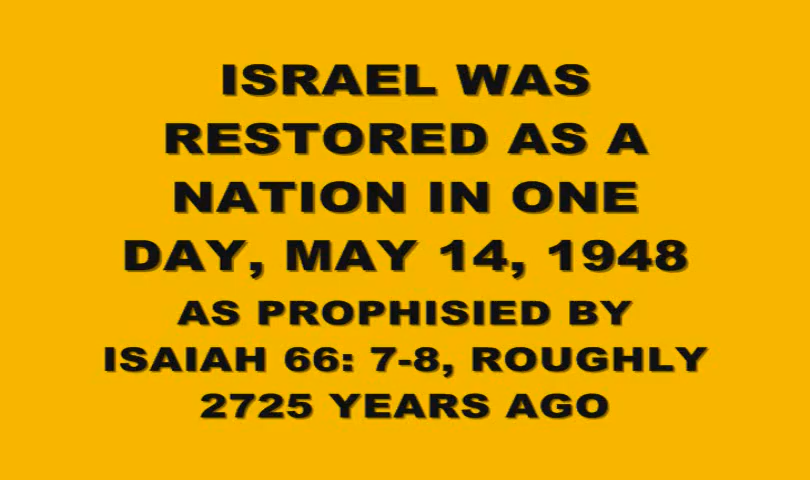 ISRAEL WAS
RESTORED AS A
NATION IN ONE
DAY, MAY 14, 1948
AS PROPHISIED BY
ISAIAH 66: 7-8, ROUGHLY
2725 YEARS AGO